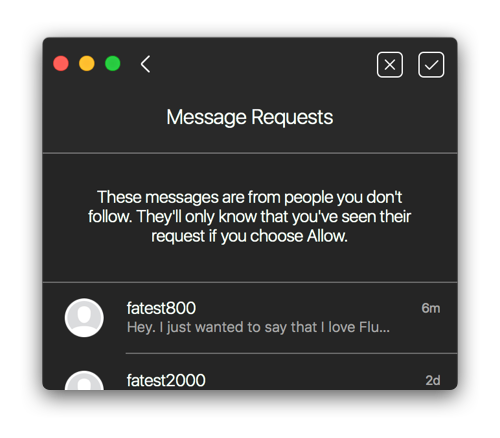 Message Requests
These messages are from people you don't
follow. They'll only know that you've seen their
request if you choose Allow.
fatest800 6m
Hey. I just wanted to say that I love Flu...
fatest2000 2d